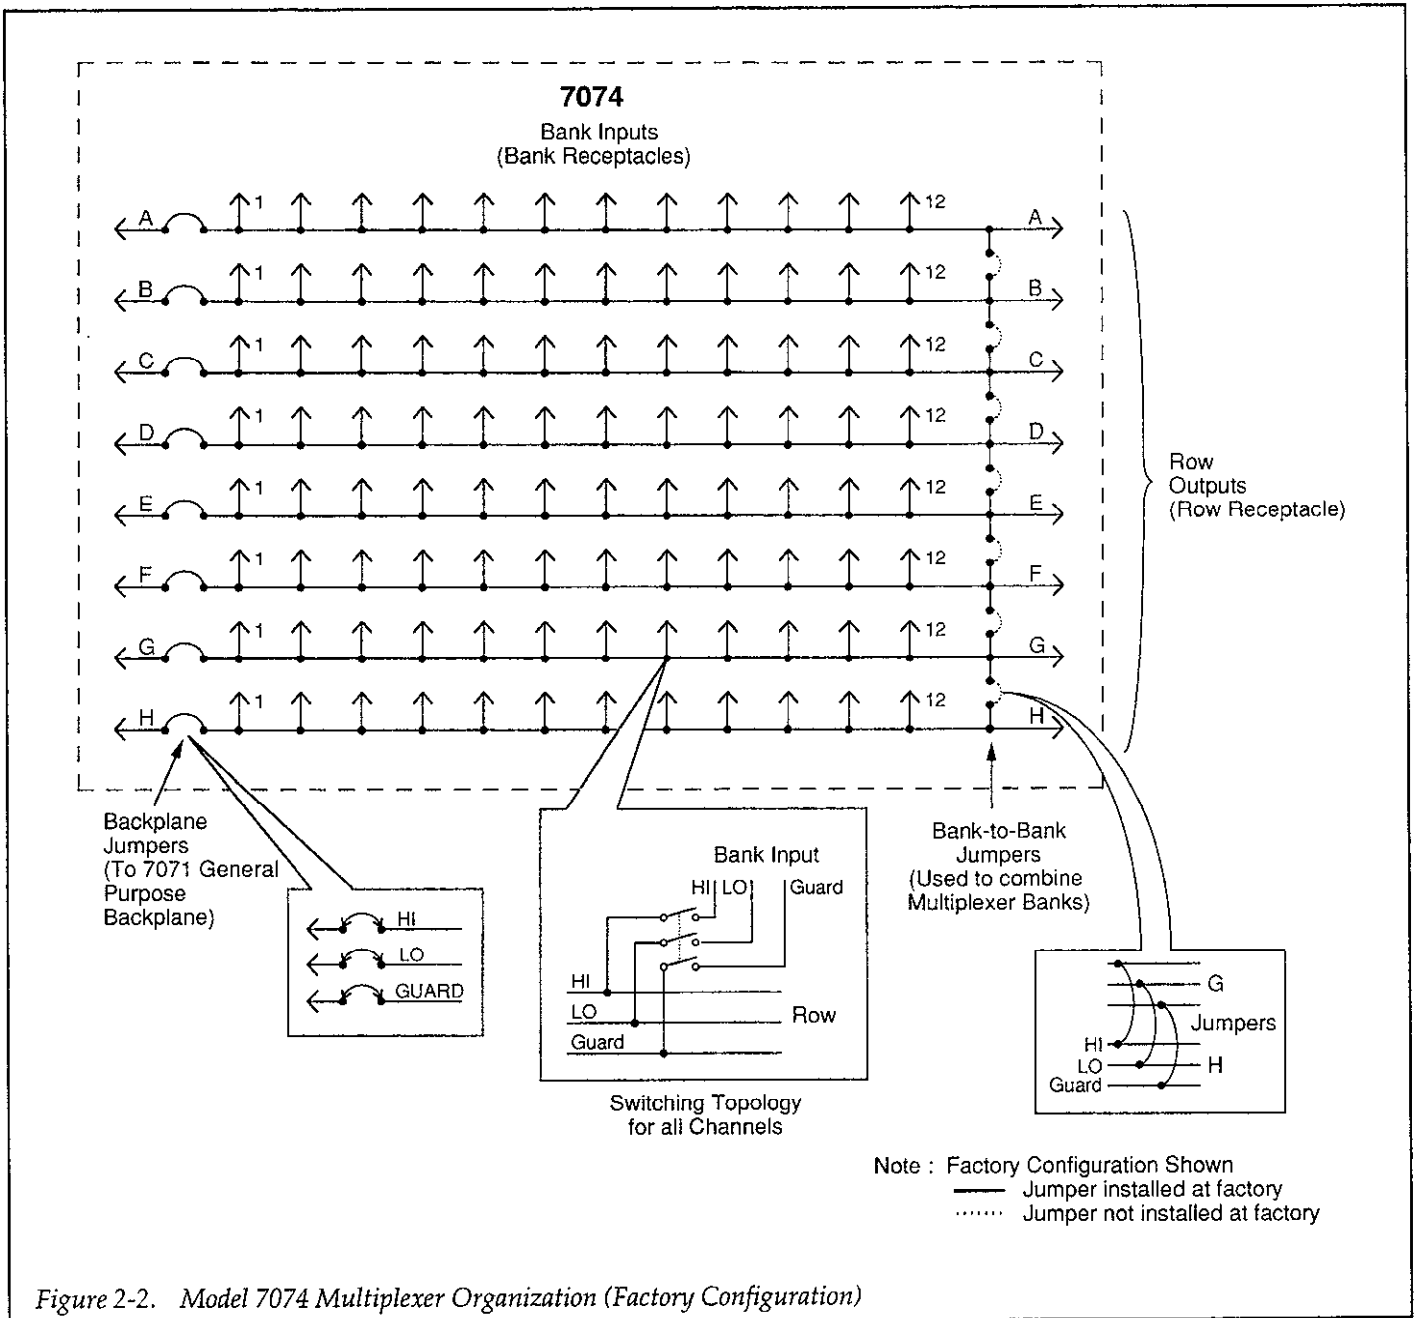 7074
Bank Inputs
(Bank Receptacles)
A 1 12 A
B 1 12 B
C 1 12 C
D 1 12 D
E 1 12 E
F 1 12 F
G 1 12 G
H 1 12 H
Row
Outputs
(Row Receptacle)
Backplane
Jumpers
(To 7071 General
Purpose
Backplane)
HI
LO
GUARD
Bank Input
HI LO Guard
HI
LO
Guard
Row
Switching Topology
for all Channels
Bank-to-Bank
Jumpers
(Used to combine
Multiplexer Banks)
G
Jumpers
HI
LO H
Guard
Note : Factory Configuration Shown
Jumper installed at factory
Jumper not installed at factory
Figure 2-2. Model 7074 Multiplexer Organization (Factory Configuration)